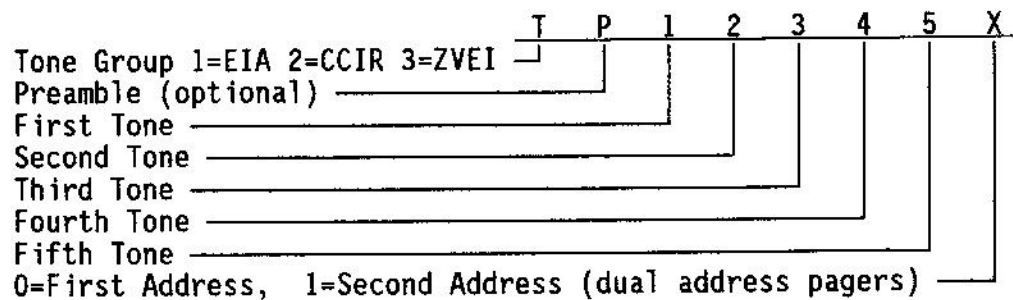 T P 1 2 3 4 5 X
Tone Group 1=EIA 2=CCIR 3=ZVEI
Preamble (optional)
First Tone
Second Tone
Third Tone
Fourth Tone
Fifth Tone
0=First Address, 1=Second Address (dual address pagers)